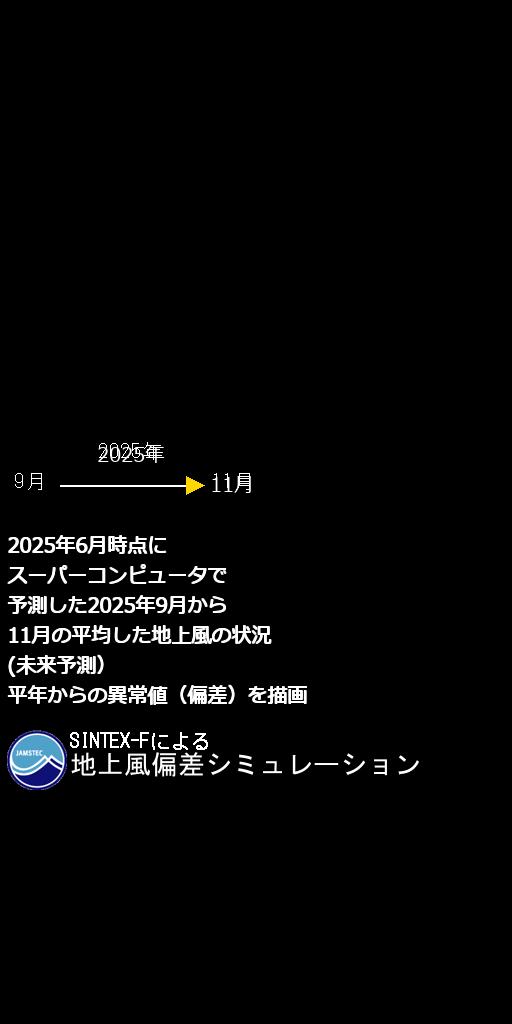 2025年
9月
11月
2025年6月時点に
スーパーコンピュータで
予測した2025年9月から
11月の平均した地上風の状況
(未来予測）
平年からの異常値（偏差）を描画
JAMSTEC
SINTEX-Fによる
地上風偏差シミュレーション